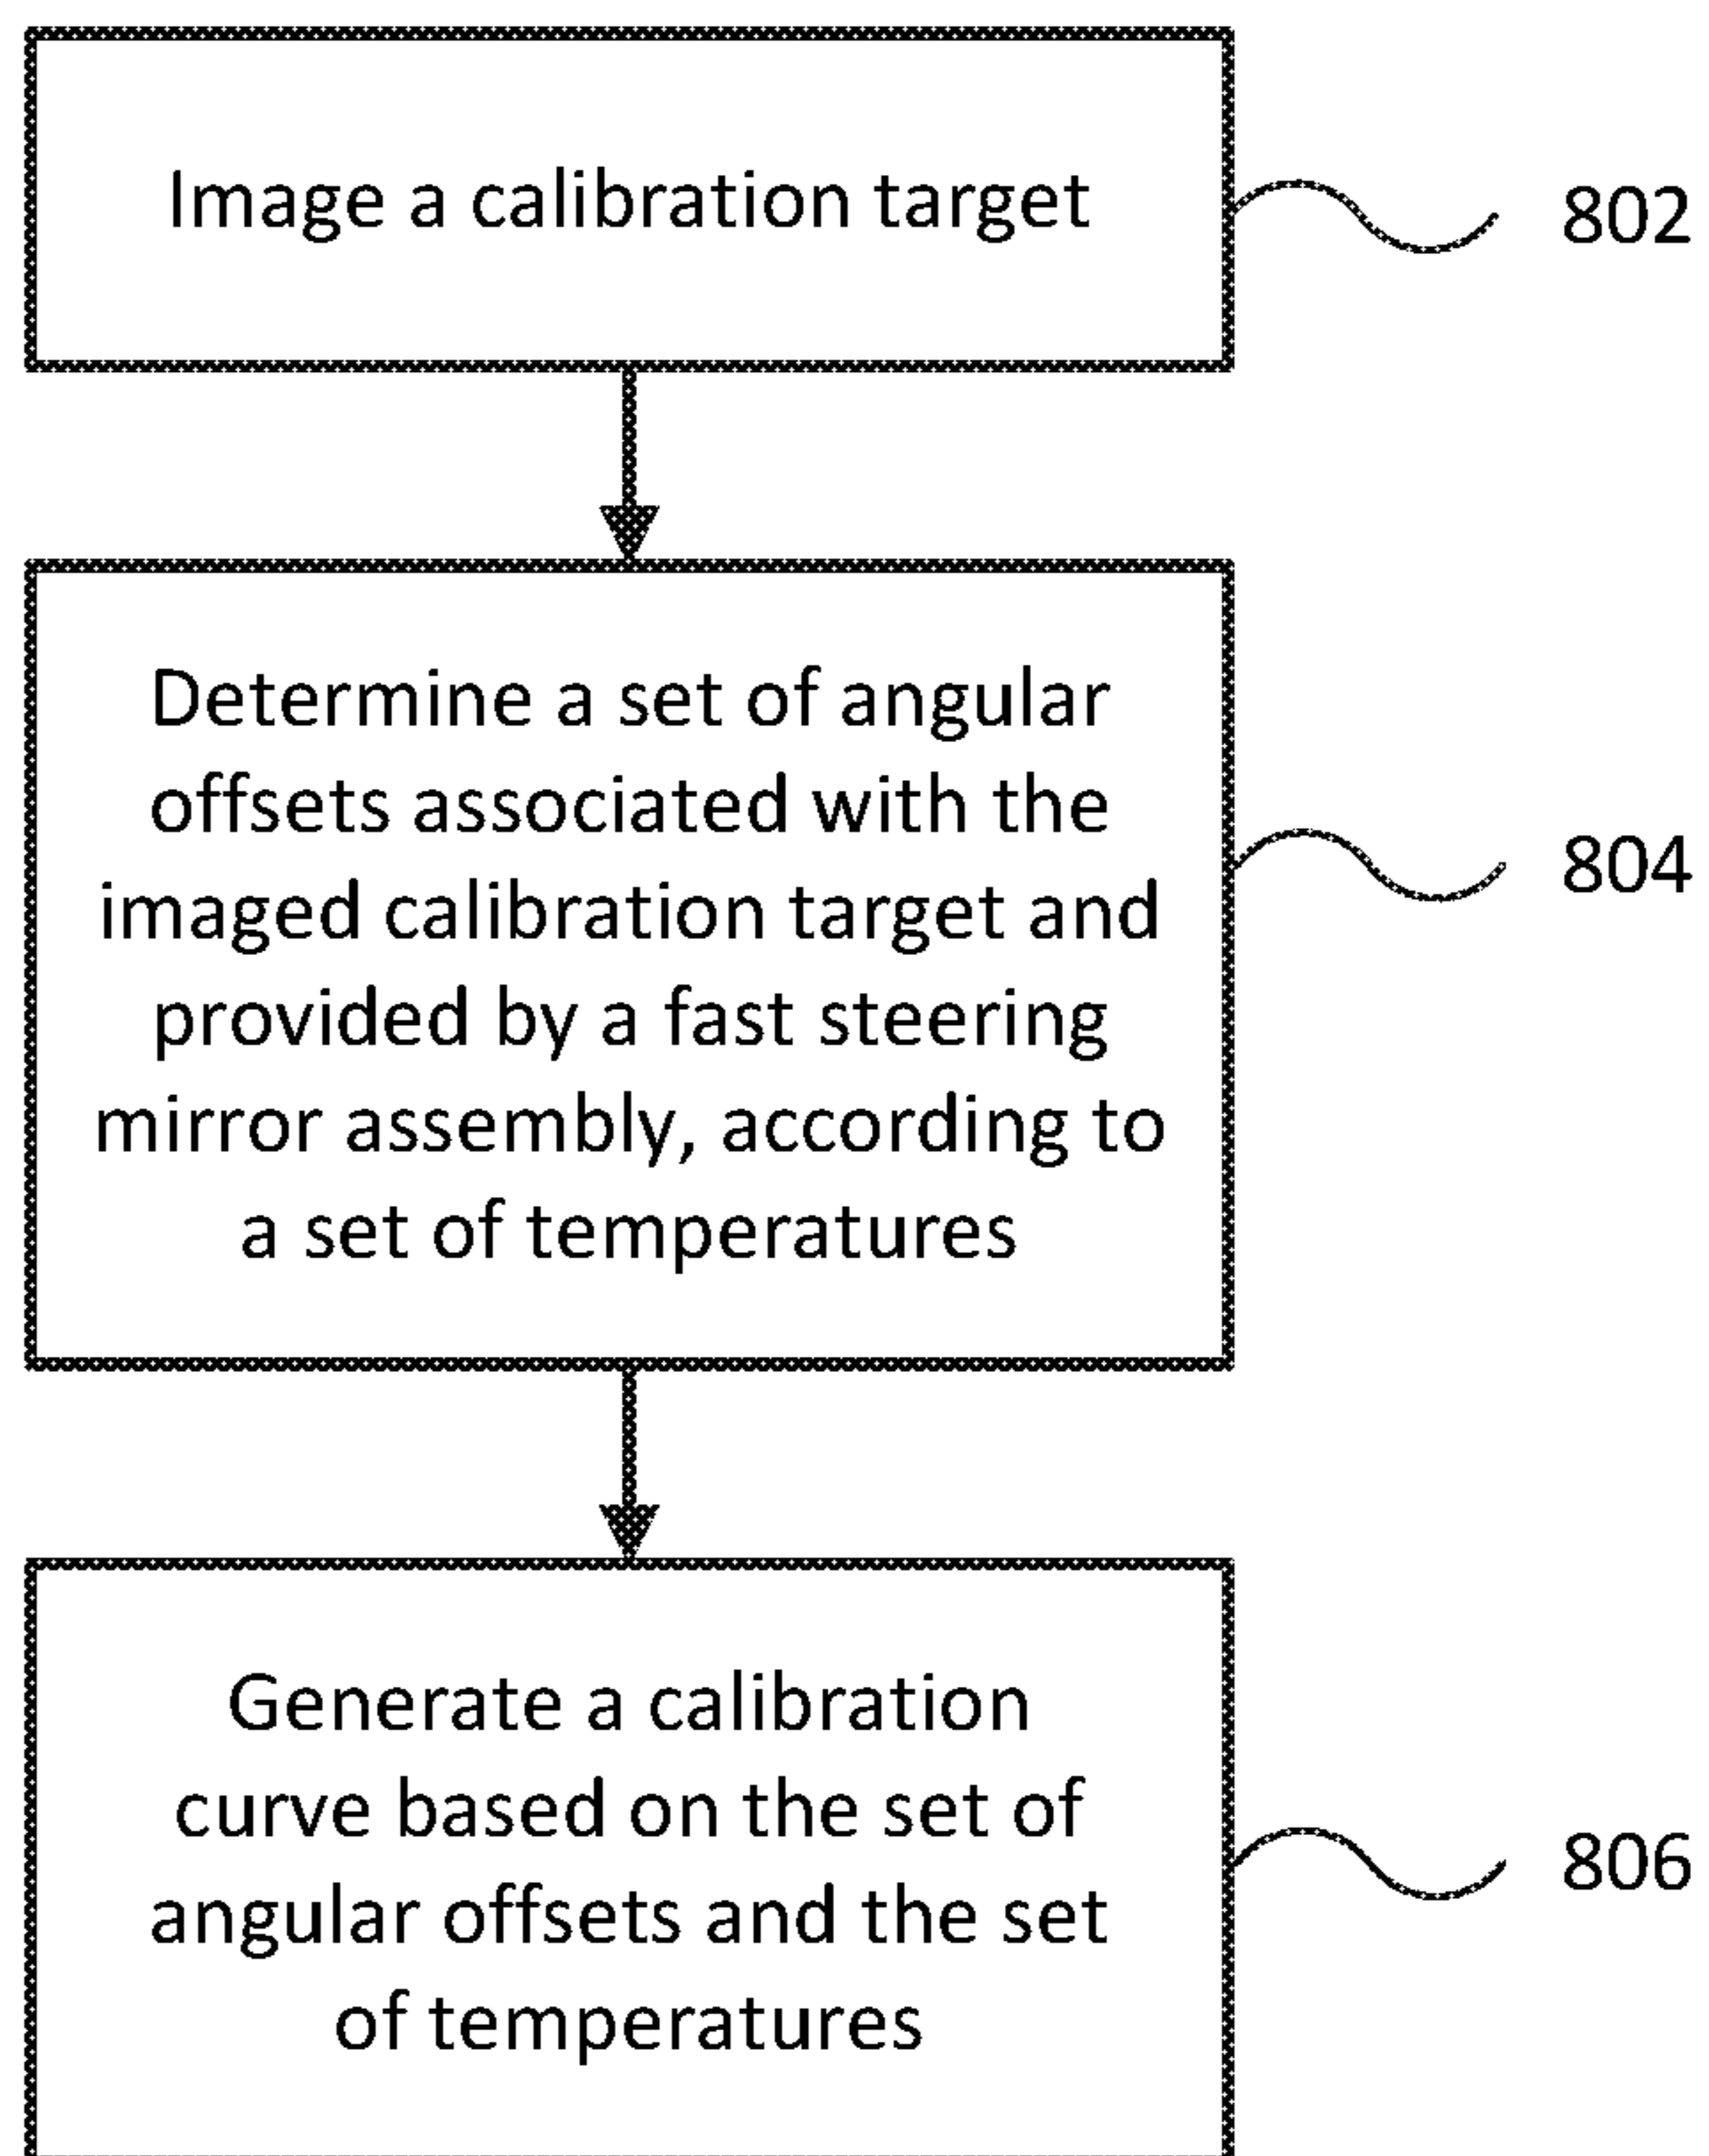 Image a calibration target
802
Determine a set of angular
offsets associated with the
imaged calibration target and
provided by a fast steering
mirror assembly, according to
a set of temperatures
804
Generate a calibration
curve based on the set of
angular offsets and the set
of temperatures
806